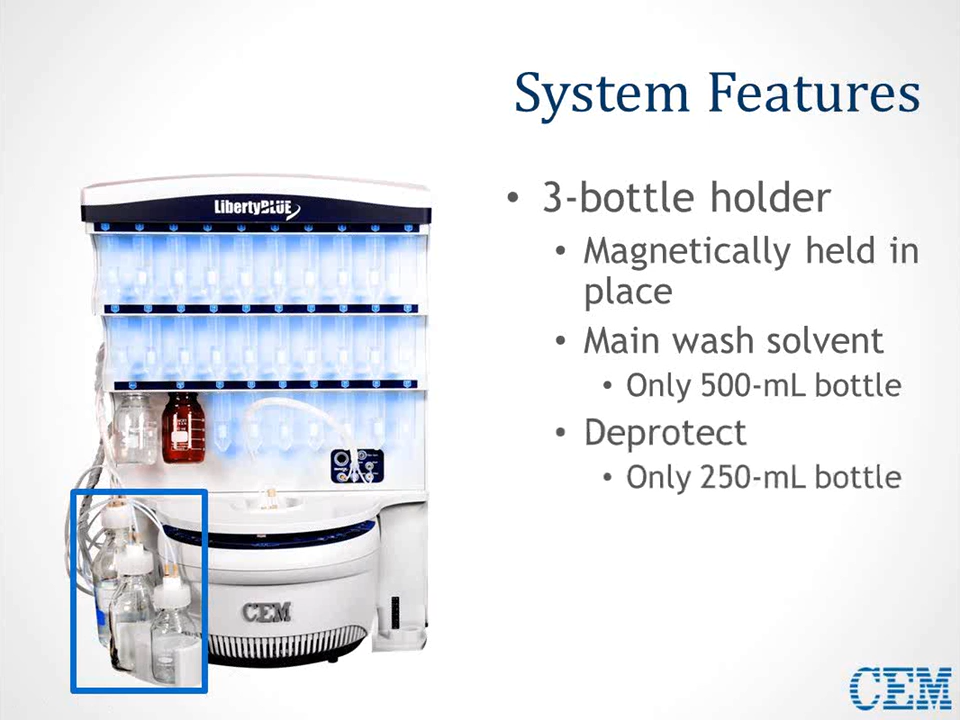 System Features
• 3-bottle holder
• Magnetically held in
place
• Main wash solvent
• Only 500-mL bottle
• Deprotect
• Only 250-mL bottle
LibertyBLUE
CEM
CEM